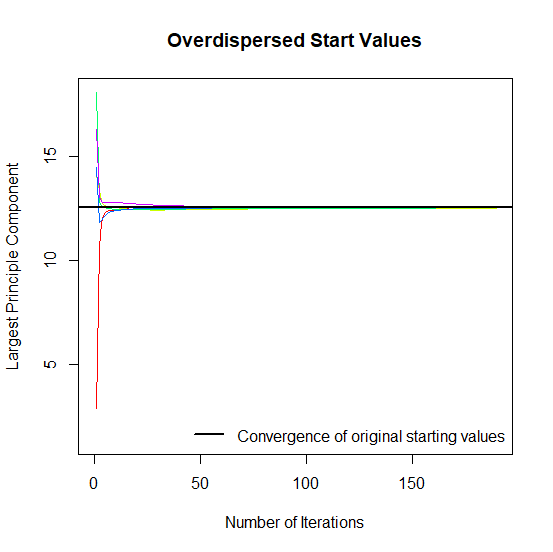 Overdispersed Start Values
Largest Principle Component
15
10
5
Convergence of original starting values
0 50 100 150
Number of Iterations